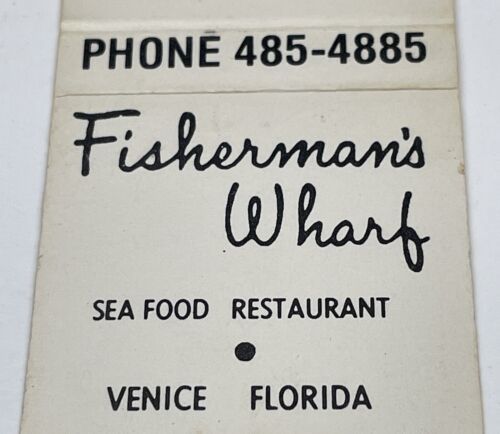 PHONE 485-4885
Fisherman's
Wharf
SEA FOOD RESTAURANT
VENICE FLORIDA